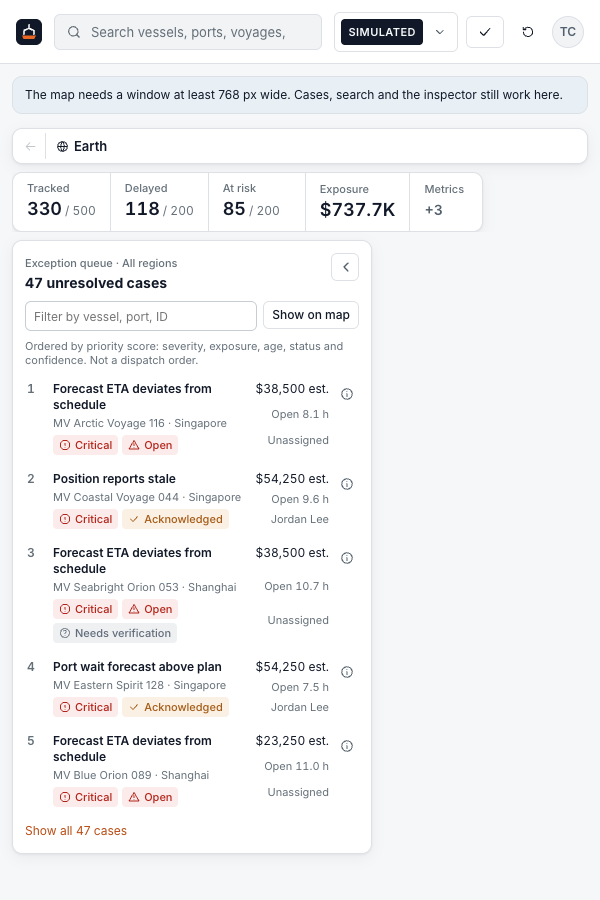 Search vessels, ports, voyages,
SIMULATED
TC
The map needs a window at least 768 px wide. Cases, search and the inspector still work here.
Earth
Tracked
330 / 500
Delayed
118 / 200
At risk
85 / 200
Exposure
$737.7K
Metrics
+3
Exception queue · All regions
47 unresolved cases
Filter by vessel, port, ID
Show on map
Ordered by priority score: severity, exposure, age, status and
confidence. Not a dispatch order.
1
Forecast ETA deviates from
schedule
MV Arctic Voyage 116 · Singapore
Critical
Open
$38,500 est.
Open 8.1 h
Unassigned
2
Position reports stale
MV Coastal Voyage 044 · Singapore
Critical
Acknowledged
$54,250 est.
Open 9.6 h
Jordan Lee
3
Forecast ETA deviates from
schedule
MV Seabright Orion 053 · Shanghai
Critical
Open
Needs verification
$38,500 est.
Open 10.7 h
Unassigned
4
Port wait forecast above plan
MV Eastern Spirit 128 · Singapore
Critical
Acknowledged
$54,250 est.
Open 7.5 h
Jordan Lee
5
Forecast ETA deviates from
schedule
MV Blue Orion 089 · Shanghai
Critical
Open
$23,250 est.
Open 11.0 h
Unassigned
Show all 47 cases